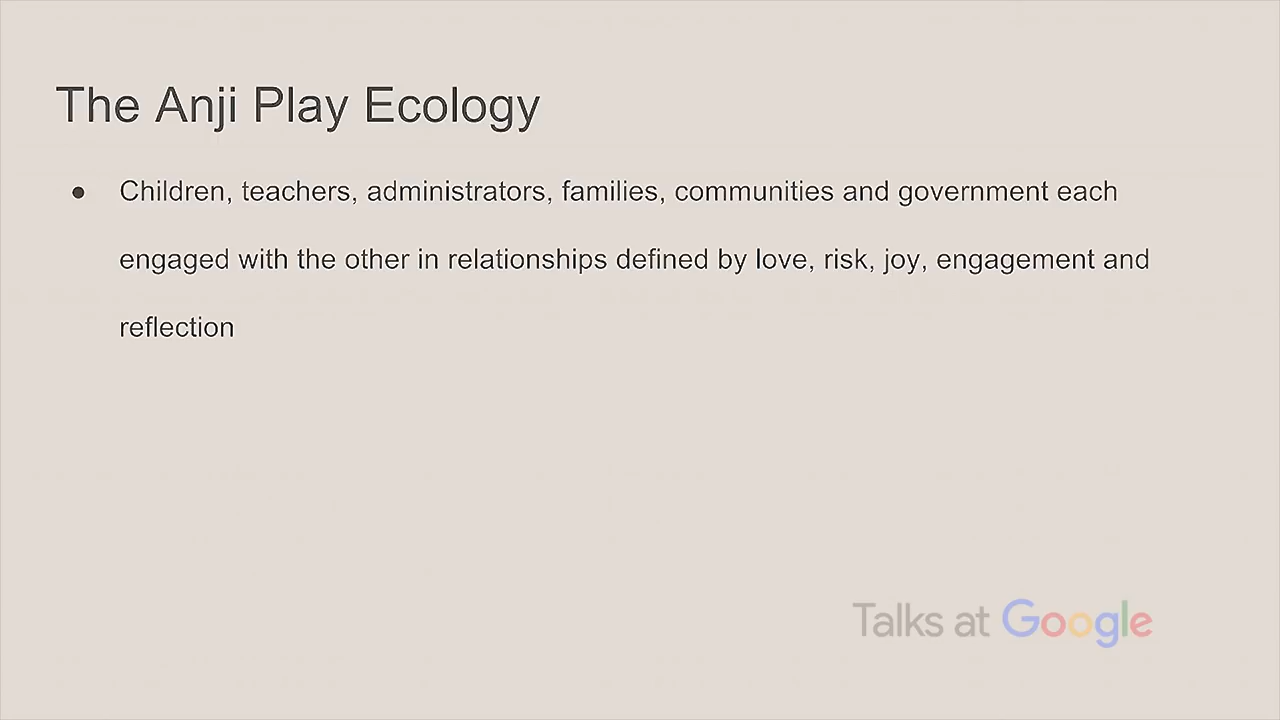 The Anji Play Ecology
● Children, teachers, administrators, families, communities and government each
engaged with the other in relationships defined by love, risk, joy, engagement and
reflection
Talks at Google